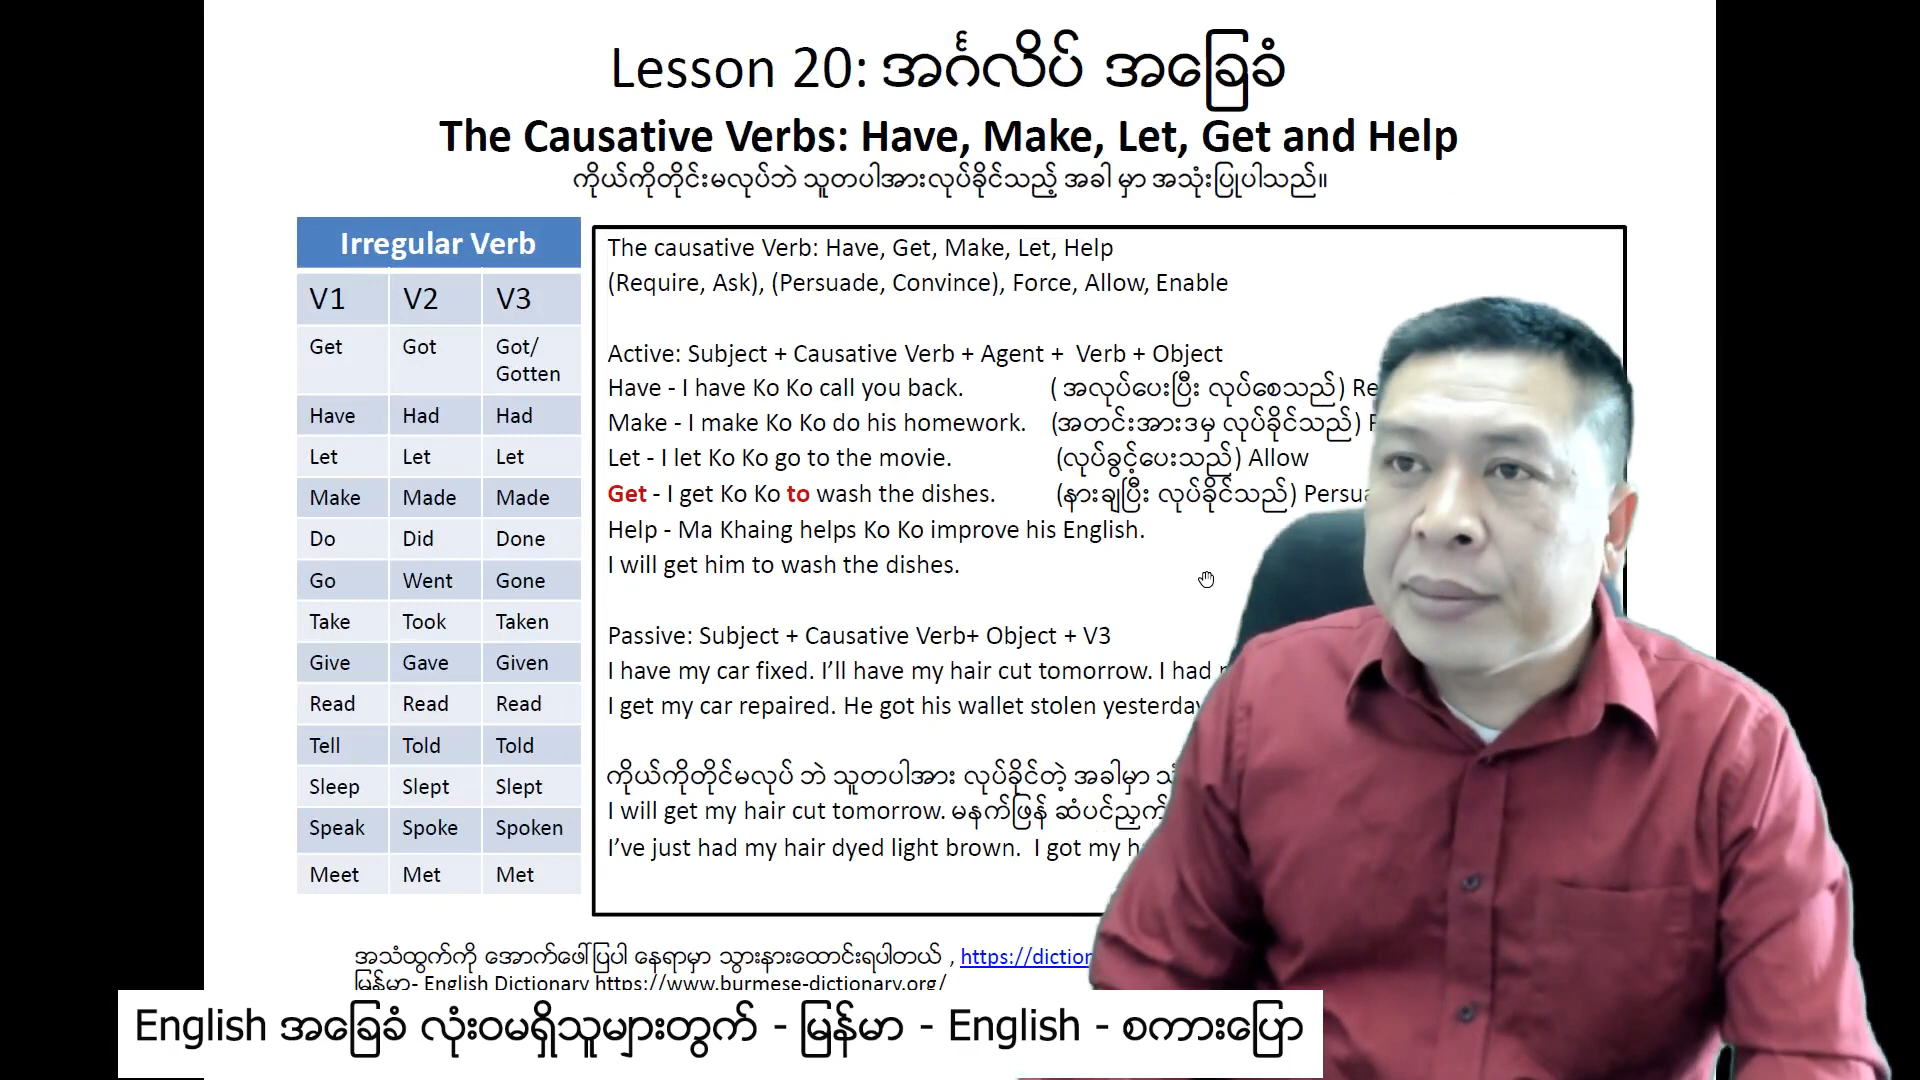 Lesson 20: အင်္ဂလိပ် အခြေခံ
The Causative Verbs: Have, Make, Let, Get and Help
ကိုယ်ကိုတိုင်းမလုပ်ဘဲ သူတပါအားလုပ်ခိုင်သည့် အခါ မှာ အသုံးပြုပါသည်။
Irregular Verb
V1 V2 V3
Get Got Got/
Gotten
Have Had Had
Let Let Let
Make Made Made
Do Did Done
Go Went Gone
Take Took Taken
Give Gave Given
Read Read Read
Tell Told Told
Sleep Slept Slept
Speak Spoke Spoken
Meet Met Met
The causative Verb: Have, Get, Make, Let, Help
(Require, Ask), (Persuade, Convince), Force, Allow, Enable
Active: Subject + Causative Verb + Agent + Verb + Object
Have - I have Ko Ko call you back. ( အလုပ်ပေးပြီး လုပ်စေသည်)
Make - I make Ko Ko do his homework. (အတင်းအားဒမှ လုပ်ခိုင်သည်)
Let - I let Ko Ko go to the movie. (လုပ်ခွင့်ပေးသည်) Allow
Get - I get Ko Ko to wash the dishes. (နားချပြီး လုပ်ခိုင်သည်)
Help - Ma Khaing helps Ko Ko improve his English.
I will get him to wash the dishes.
Passive: Subject + Causative Verb+ Object + V3
I have my car fixed. I’ll have my hair cut tomorrow. I had
I get my car repaired. He got his wallet stolen yesterday
ကိုယ်ကိုတိုင်မလုပ် ဘဲ သူတပါအား လုပ်ခိုင်တဲ့ အခါမှာ
I will get my hair cut tomorrow. မနက်ဖြန် ဆံပင်ညှက်
I’ve just had my hair dyed light brown. I got my
အသံထွက်ကို အောက်ဖေါ်ပြပါ နေရာမှာ သွားနားထောင်းရပါတယ် , https://diction
မြန်မာ- English Dictionary https://www.burmese-dictionary.org/
English အခြေခံ လုံးဝမရှိသူများတွက် - မြန်မာ - English - စကားပြော